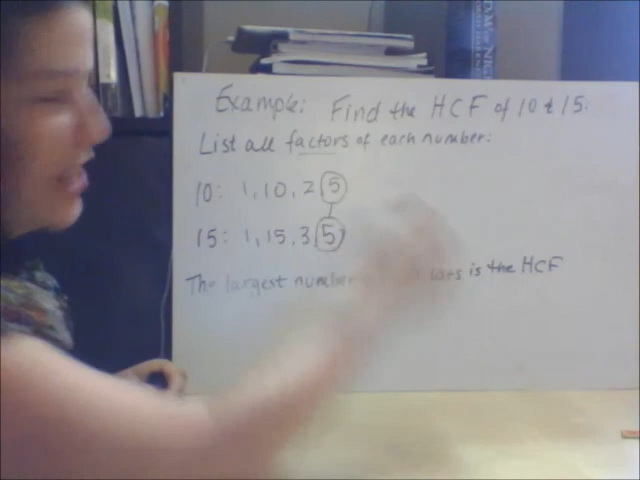 Example: Find the HCF of 10 & 15.
List all factors of each number:
10: 1, 10, 2 5
15: 1, 15, 3 5
The largest number is the HCF